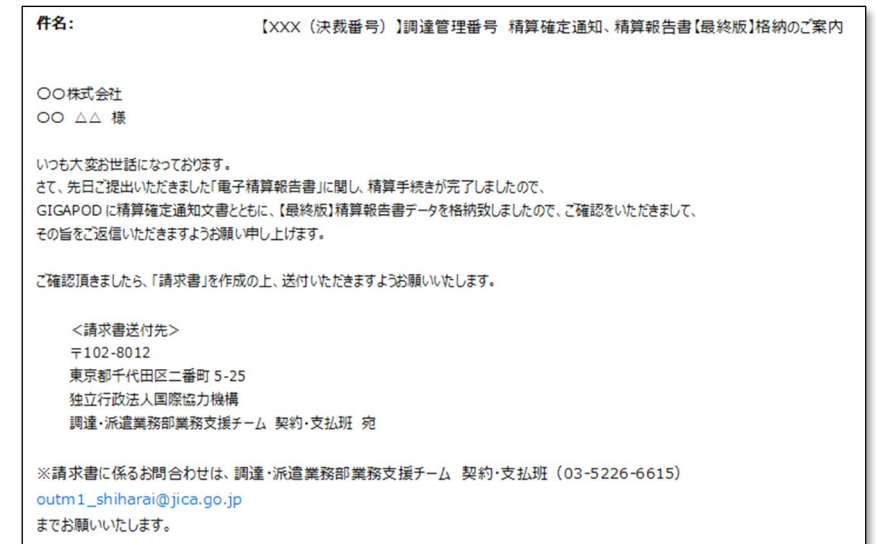 件名: 【XXX（決裁番号）】調達管理番号 精算確定通知、精算報告書【最終版】格納のご案内
〇〇株式会社
〇〇 △△ 様
いつも大変お世話になっております。
さて、先日ご提出いただきました「電子精算報告書」に関し、精算手続きが完了しましたので、
GIGAPODに精算確定通知文書とともに、【最終版】精算報告書データを格納致しましたので、ご確認をいただきまして、
その旨をご返信いただきますようお願い申し上げます。
ご確認頂きましたら、「請求書」を作成の上、送付いただきますようお願いいたします。
＜請求書送付先＞
〒102-8012
東京都千代田区二番町 5-25
独立行政法人国際協力機構
調達・派遣業務部業務支援チーム 契約・支払班 宛
※請求書に係るお問合わせは、調達・派遣業務部業務支援チーム 契約・支払班（03-5226-6615）
outm1_shiharai@jica.go.jp
までお願いいたします。